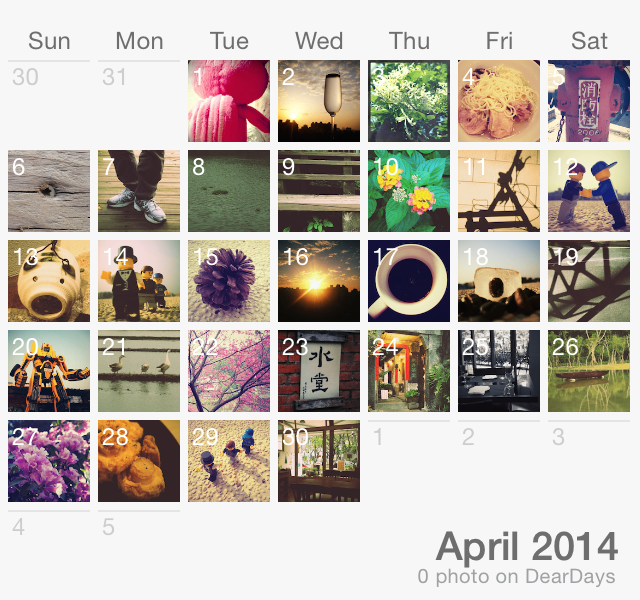 Sun Mon Tue Wed Thu Fri Sat
30 31 1 2 3 4 5
消防栓
2006
6 7 8 9 10 11 12
13 14 15 16 17 18 19
20 21 22 23 24 25 26
水
堂
27 28 29 30 1 2 3
4 5
April 2014
0 photo on DearDays